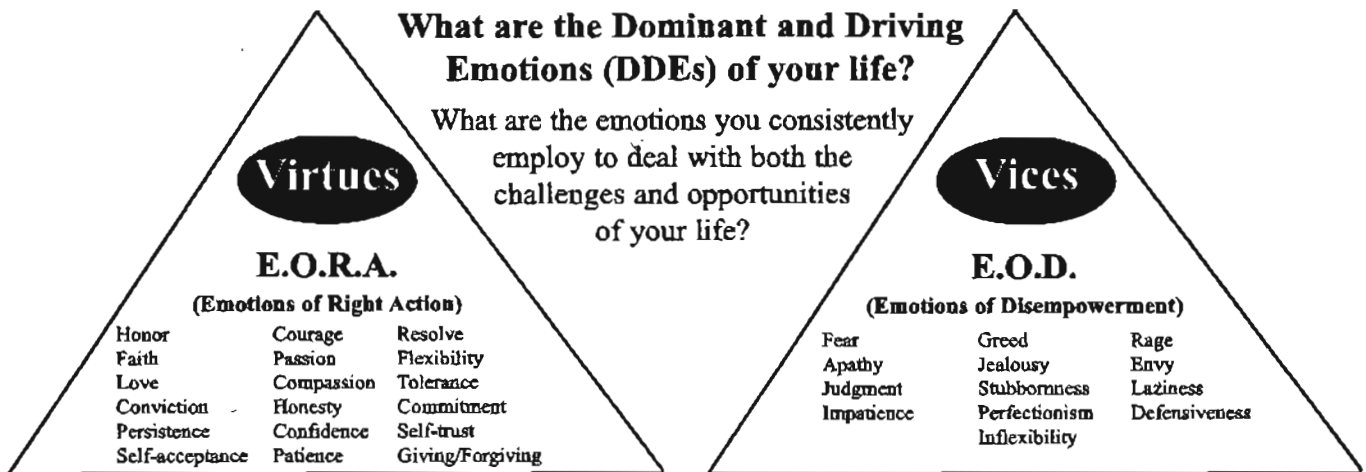 What are the Dominant and Driving
Emotions (DDEs) of your life?
What are the emotions you consistently
employ to deal with both the
challenges and opportunities
of your life?
Virtues
E.O.R.A.
(Emotions of Right Action)
Honor Courage Resolve
Faith Passion Flexibility
Love Compassion Tolerance
Conviction Honesty Commitment
Persistence Confidence Self-trust
Self-acceptance Patience Giving/Forgiving
Vices
E.O.D.
(Emotions of Disempowerment)
Fear Greed Rage
Apathy Jealousy Envy
Judgment Stubbornness Laziness
Impatience Perfectionism Defensiveness
Inflexibility